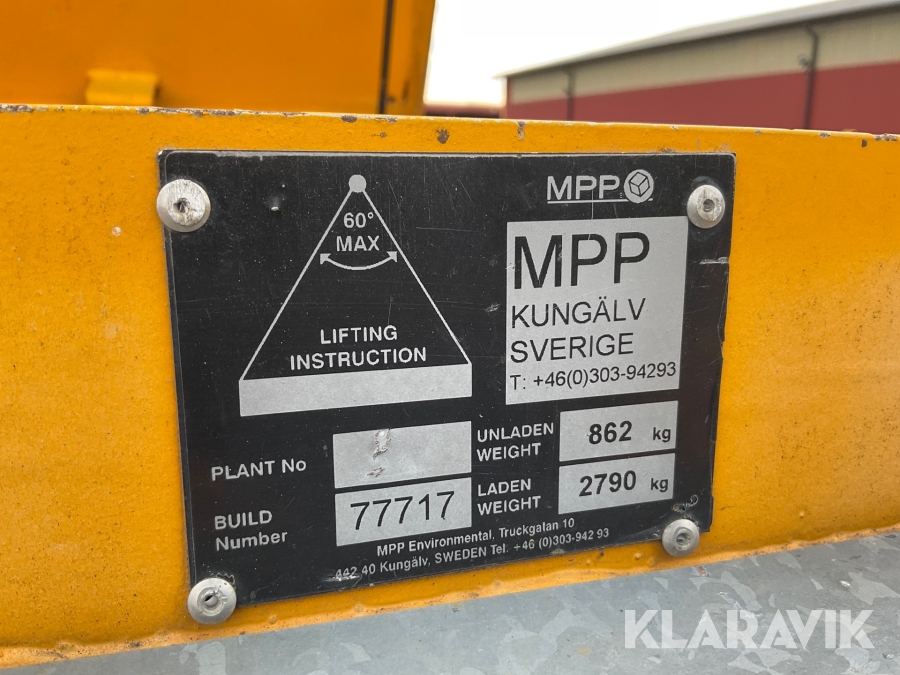 60°
MAX
LIFTING
INSTRUCTION
MPP
MPP
KUNGÄLV
SVERIGE
T: +46(0)303-94293
PLANT No
UNLADEN
WEIGHT
862 kg
BUILD
Number
77717
LADEN
WEIGHT
2790 kg
MPP Environmental, Truckgatan 10
442 40 Kungälv, SWEDEN Tel. +46 (0)303-942 93
KLARAVIK